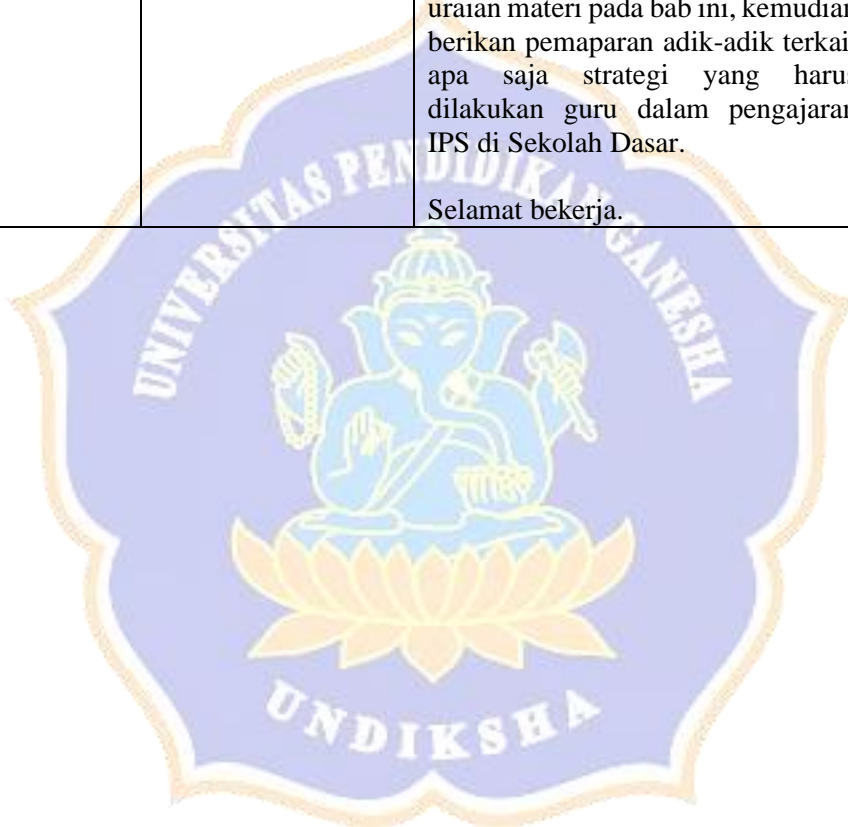 uraian materi pada bab ini, kemudian
berikan pemaparan adik-adik terkait
apa saja strategi yang harus
dilakukan guru dalam pengajaran
IPS di Sekolah Dasar.
Selamat bekerja.
UNIVERSITAS PENDIDIKAN GANESHA
UNDIKSHA